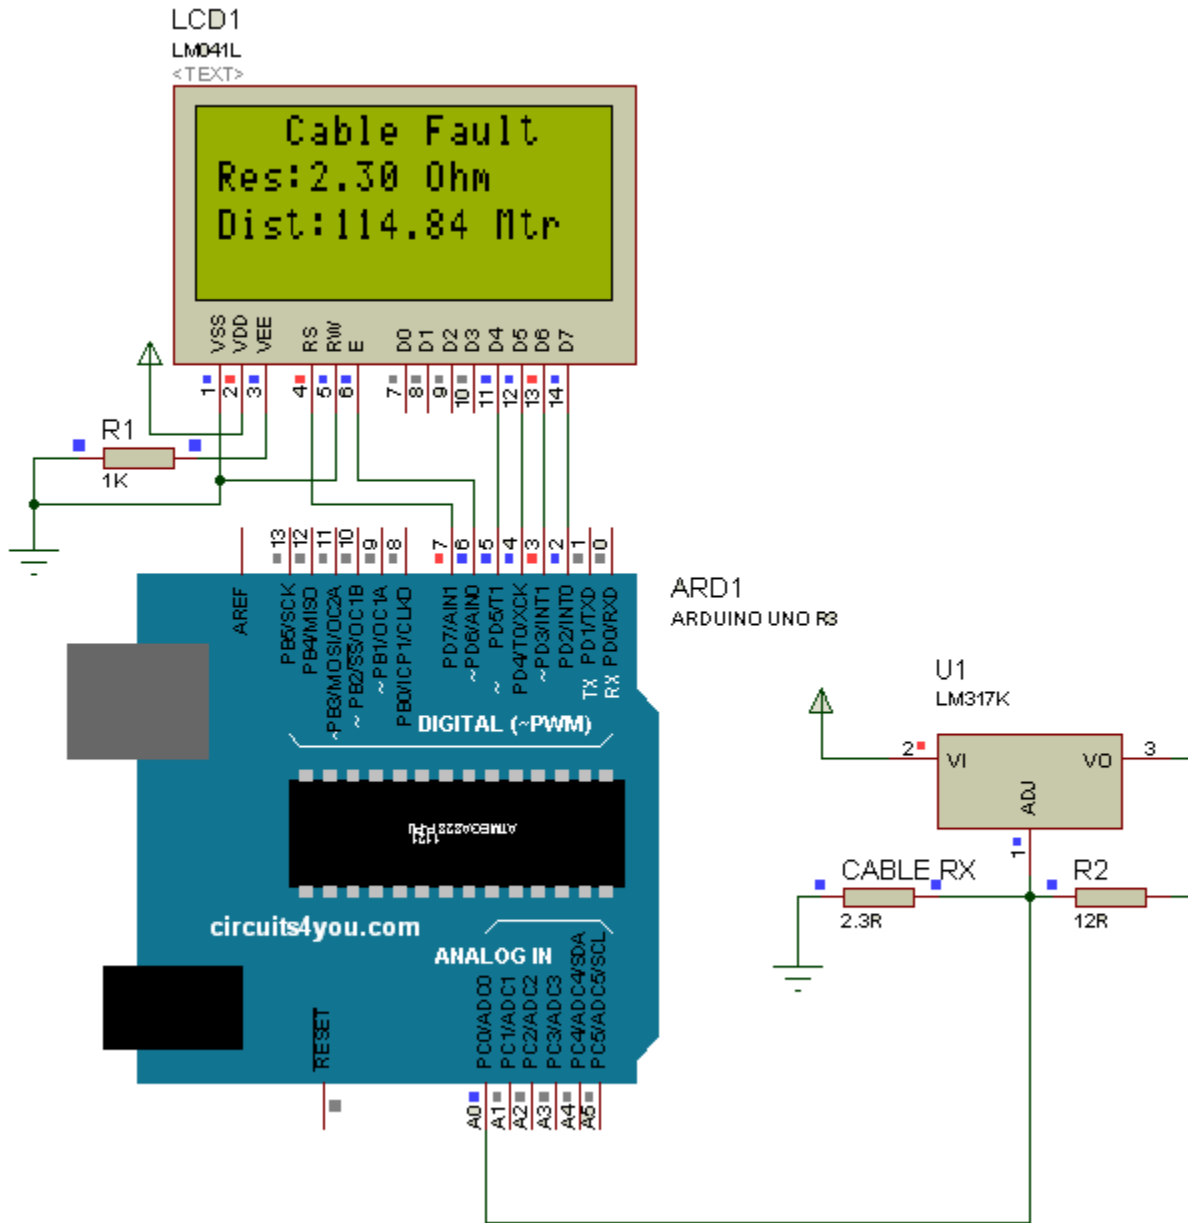 LCD1
LM041L
<TEXT>
Cable Fault
Res:2.30 Ohm
Dist:114.84 Mtr
VSS
VDD
VEE
RS
RW
E
D0
D1
D2
D3
D4
D5
D6
D7
1
2
3
4
5
6
7
8
9
10
11
12
13
14
R1
1K
13
12
11
10
9
8
7
6
5
4
3
2
1
0
AREF
PB5/SCK
PB4/MISO
~PB3/MOSI/OC2A
~PB2/SS/OC1B
~PB1/OC1A
PB0/ICP1/CLKO
PD7/AIN1
~PD6/AIN0
~PD5/T1
PD4/T0/XCK
~PD3/INT1
PD2/INT0
TX PD1/TXD
RX PD0/RXD
DIGITAL (~PWM)
ARD1
ARDUINO UNO R3
1121
circuits4you.com
ANALOG IN
RESET
PC0/ADC0
PC1/ADC1
PC2/ADC2
PC3/ADC3
PC4/ADC4/SDA
PC5/ADC5/SCL
A0
A1
A2
A3
A4
A5
U1
LM317K
2
VI
VO
3
ADJ
1
CABLE RX
2.3R
R2
12R